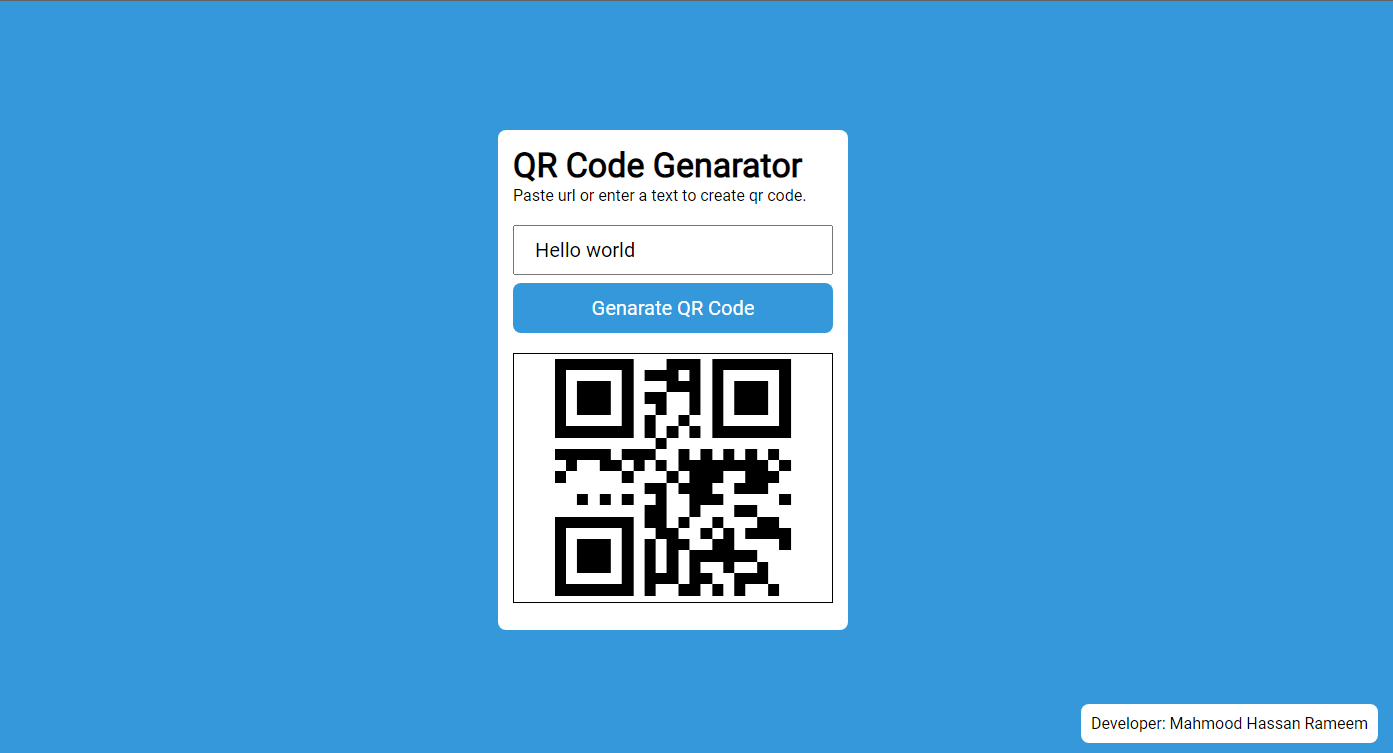 QR Code Genarator
Paste url or enter a text to create qr code.
Hello world
Genarate QR Code
Developer: Mahmood Hassan Rameem